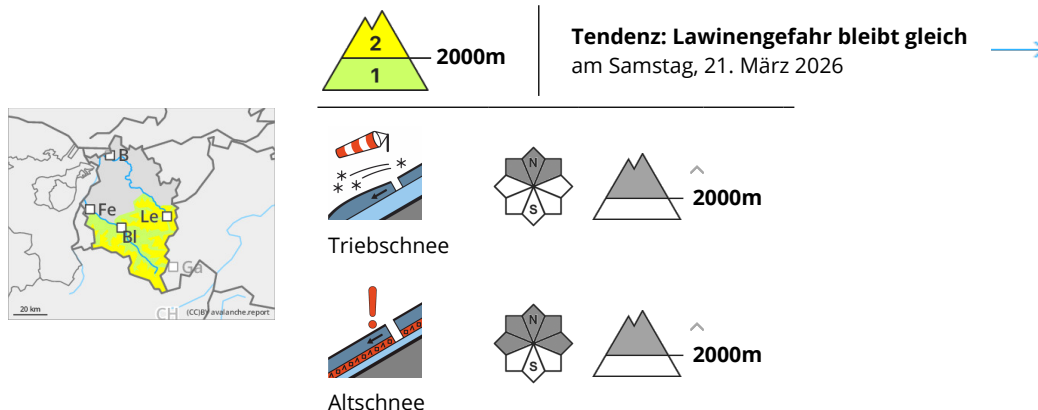 2
1
2000m
Tendenz: Lawinengefahr bleibt gleich
am Samstag, 21. März 2026
B
Fe
Le
Bl
Ga
20 km
CH
(CC)BY avalanche.report
N
S
2000m
Triebschnee
N
S
2000m
Altschnee